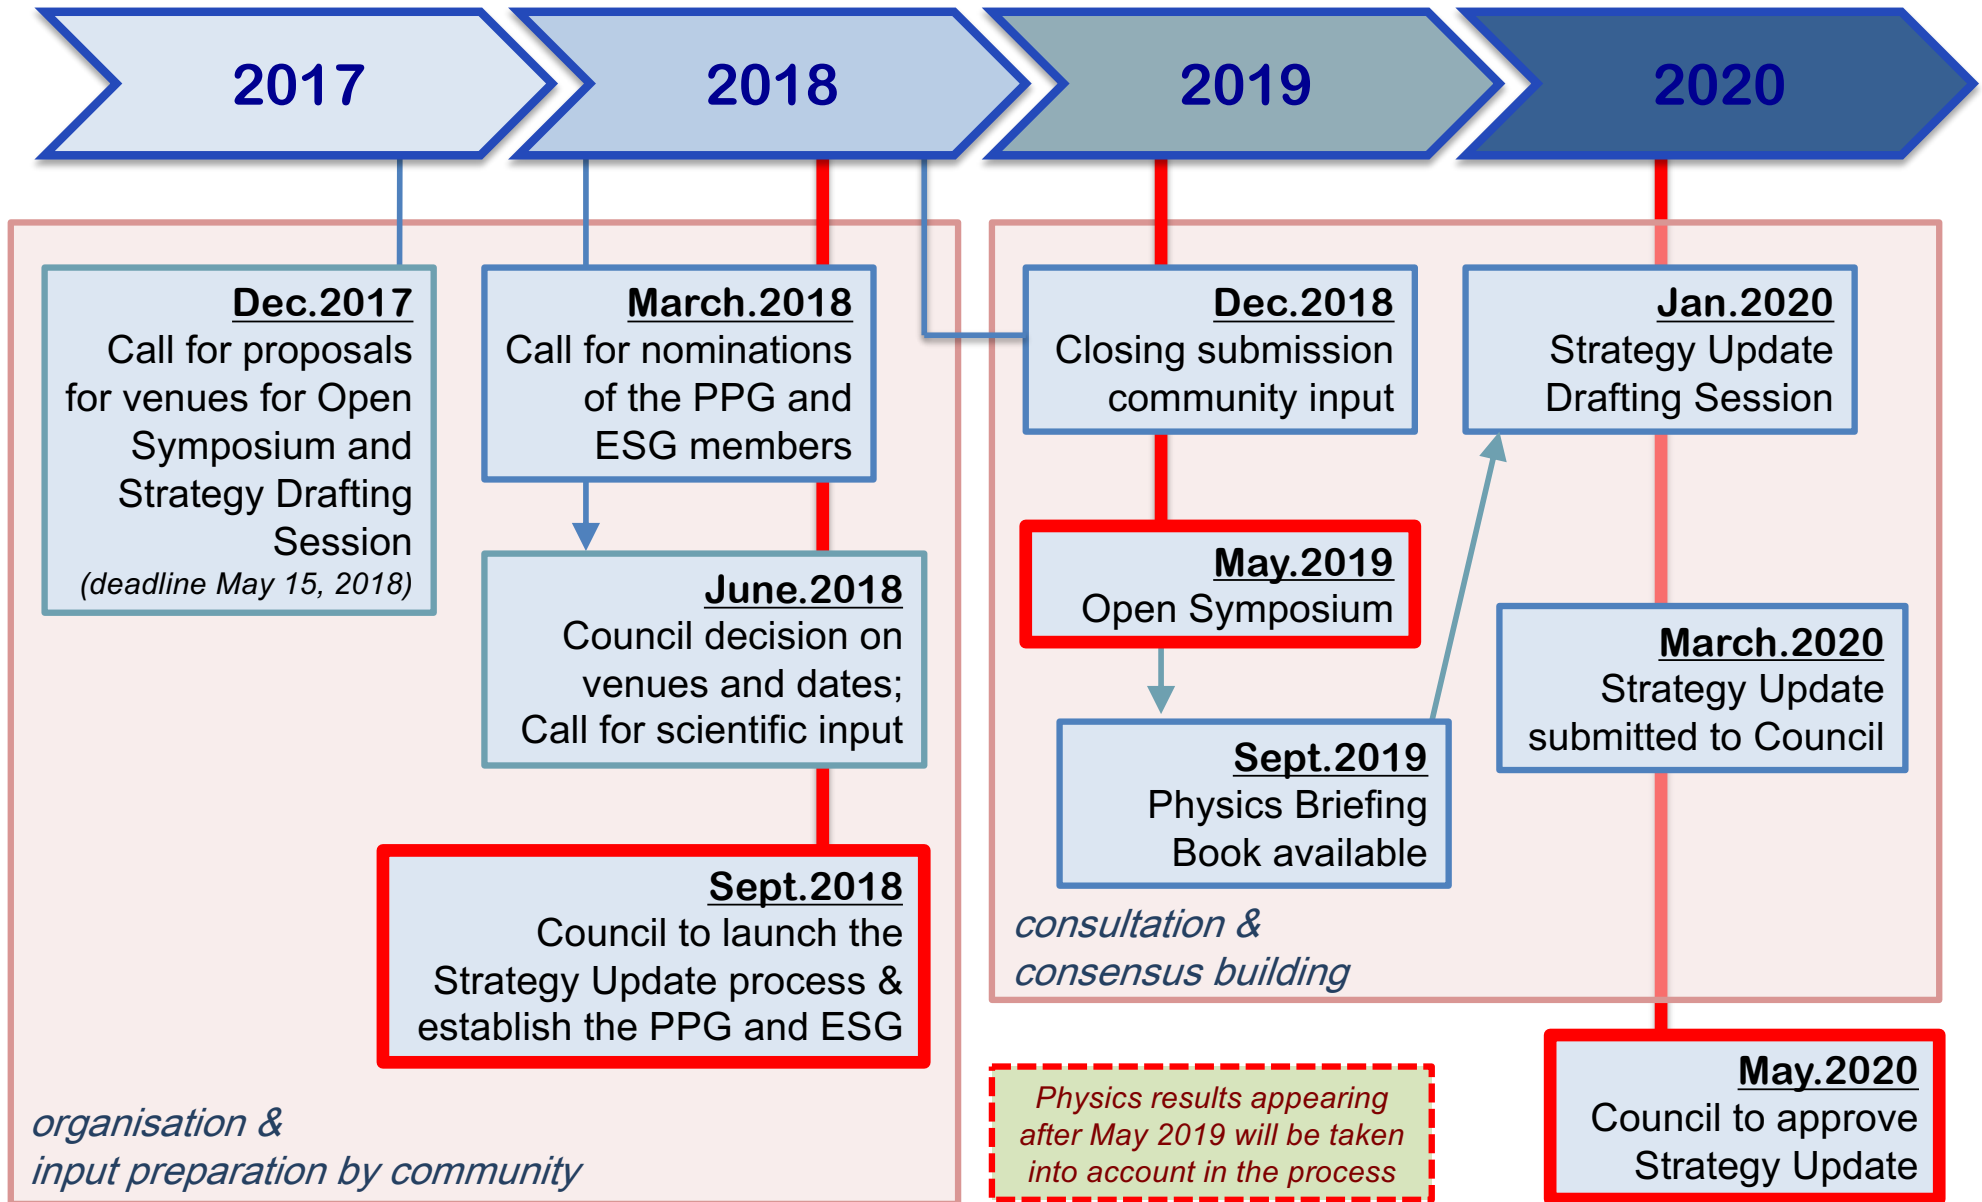 2017
2018
2019
2020
Dec.2017
Call for proposals
for venues for Open
Symposium and
Strategy Drafting
Session
(deadline May 15, 2018)
March.2018
Call for nominations
of the PPG and
ESG members
June.2018
Council decision on
venues and dates;
Call for scientific input
Sept.2018
Council to launch the
Strategy Update process &
establish the PPG and ESG
organisation &
input preparation by community
Dec.2018
Closing submission
community input
May.2019
Open Symposium
Sept.2019
Physics Briefing
Book available
Jan.2020
Strategy Update
Drafting Session
March.2020
Strategy Update
submitted to Council
consultation &
consensus building
Physics results appearing
after May 2019 will be taken
into account in the process
May.2020
Council to approve
Strategy Update